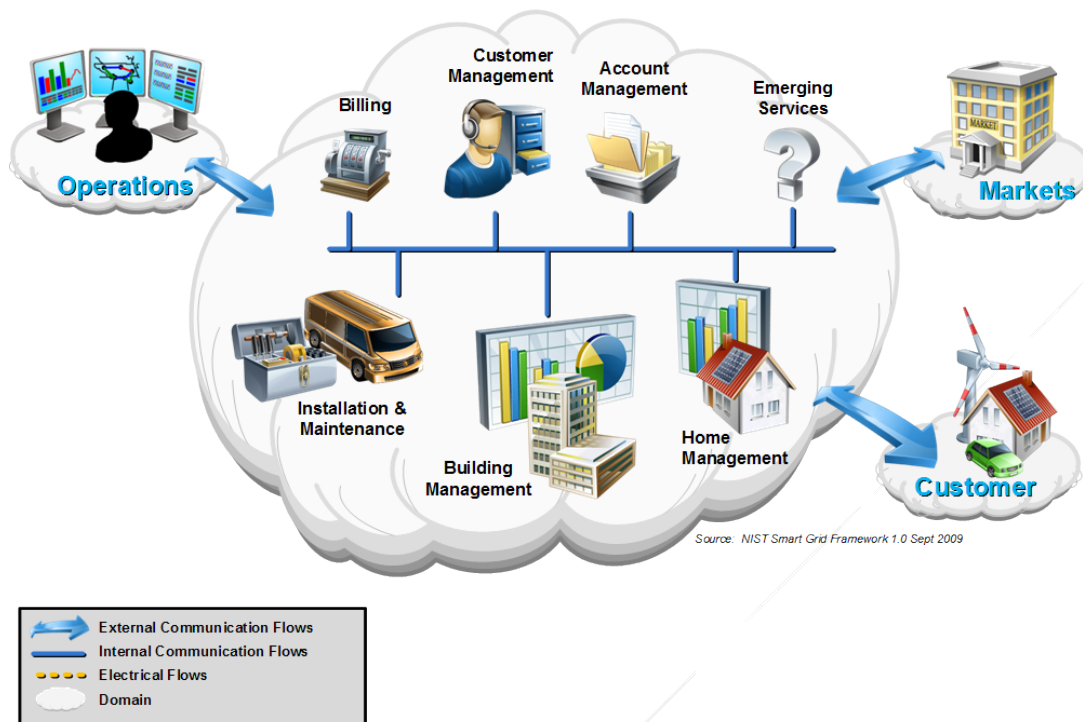 Customer
Management
Account
Management
Emerging
Services
Billing
MARKET
Operations
Markets
Installation &
Maintenance
Building
Management
Home
Management
Customer
Source: NIST Smart Grid Framework 1.0 Sept 2009
External Communication Flows
Internal Communication Flows
Electrical Flows
Domain